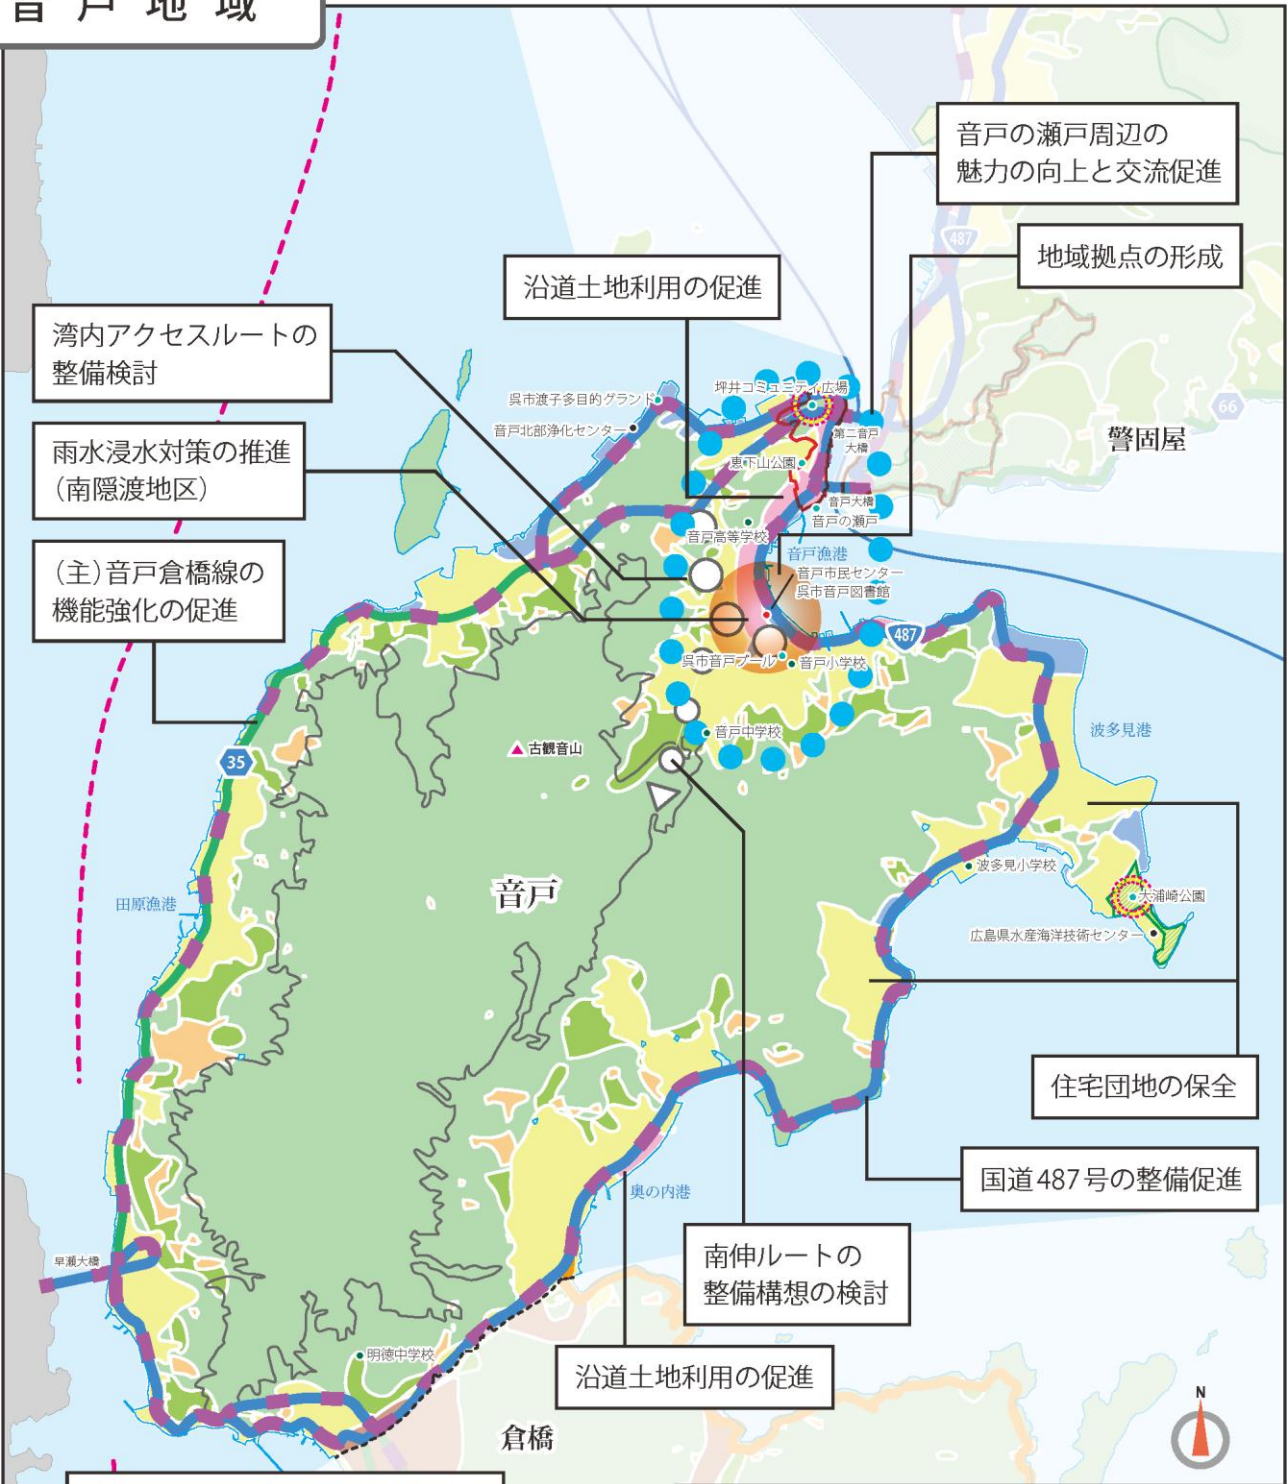 音戸地域
音戸の瀬戸周辺の
魅力の向上と交流促進
地域拠点の形成
沿道土地利用の促進
湾内アクセスルートの
整備検討
雨水浸水対策の推進
(南隠渡地区)
(主)音戸倉橋線の
機能強化の促進
487
66
警固屋
坪井コミュニティ広場
呉市渡子多目的グランド
音戸北部浄化センター
第二音戸
大橋
恵下山公園
音戸大橋
音戸の瀬戸
音戸高等学校
音戸漁港
音戸市民センター
呉市音戸図書館
487
呉市音戸プール
音戸小学校
音戸中学校
波多見港
古観音山
35
波多見小学校
音戸
田原漁港
大浦崎公園
広島県水産海洋技術センター
住宅団地の保全
国道487号の整備促進
奥の内港
南伸ルートの
整備構想の検討
早瀬大橋
明徳中学校
沿道土地利用の促進
倉橋
N